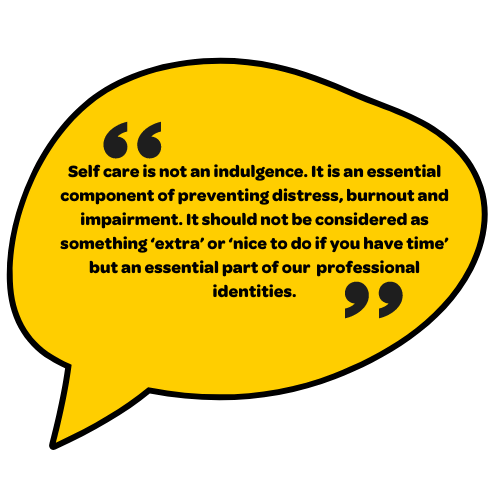 “
Self care is not an indulgence. It is an essential
component of preventing distress, burnout and
impairment. It should not be considered as
something ‘extra’ or ‘nice to do if you have time’
but an essential part of our professional
identities.
”